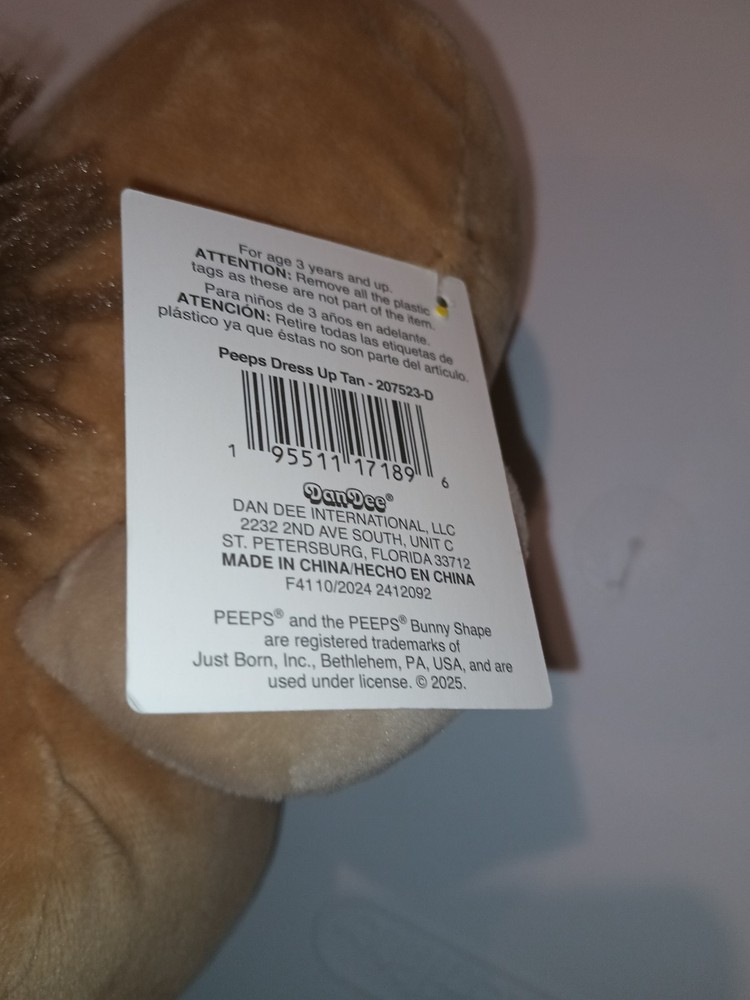 For age 3 years and up.
ATTENTION: Remove all the plastic
tags as these are not part of the item.
Para niños de 3 años en adelante.
ATENCIÓN: Retire todas las etiquetas de
plástico ya que éstas no son parte del artículo.
Peeps Dress Up Tan - 207523-D
1 95511 17189 6
DanDee®
DAN DEE INTERNATIONAL, LLC
2232 2ND AVE SOUTH, UNIT C
ST. PETERSBURG, FLORIDA 33712
MADE IN CHINA/HECHO EN CHINA
F41 10/2024 2412092
PEEPS® and the PEEPS® Bunny Shape
are registered trademarks of
Just Born, Inc., Bethlehem, PA, USA, and are
used under license. © 2025.